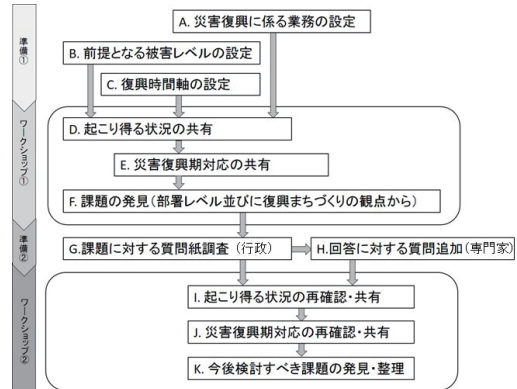 準備①
A. 災害復興に係る業務の設定
B. 前提となる被害レベルの設定
C. 復興時間軸の設定
ワークショップ①
D. 起こり得る状況の共有
E. 災害復興期対応の共有
F. 課題の発見(部署レベル並びに復興まちづくりの観点から)
準備②
G.課題に対する質問紙調査(行政)
H.回答に対する質問追加(専門家)
ワークショップ②
I. 起こり得る状況の再確認・共有
J. 災害復興期対応の再確認・共有
K. 今後検討すべき課題の発見・整理